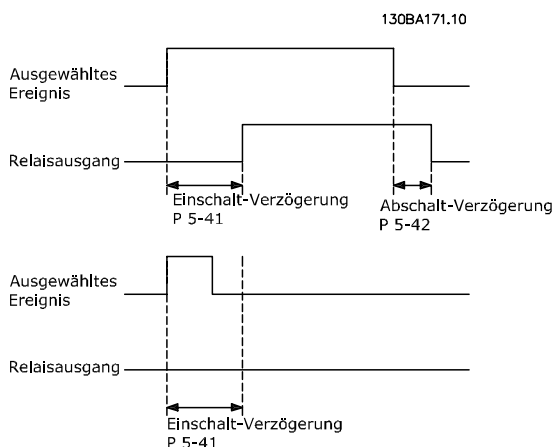 130BA171.10
Ausgewähltes
Ereignis
Relaisausgang
Einschalt-Verzögerung
P 5-41
Abschalt-Verzögerung
P 5-42
Ausgewähltes
Ereignis
Relaisausgang
Einschalt-Verzögerung
P 5-41